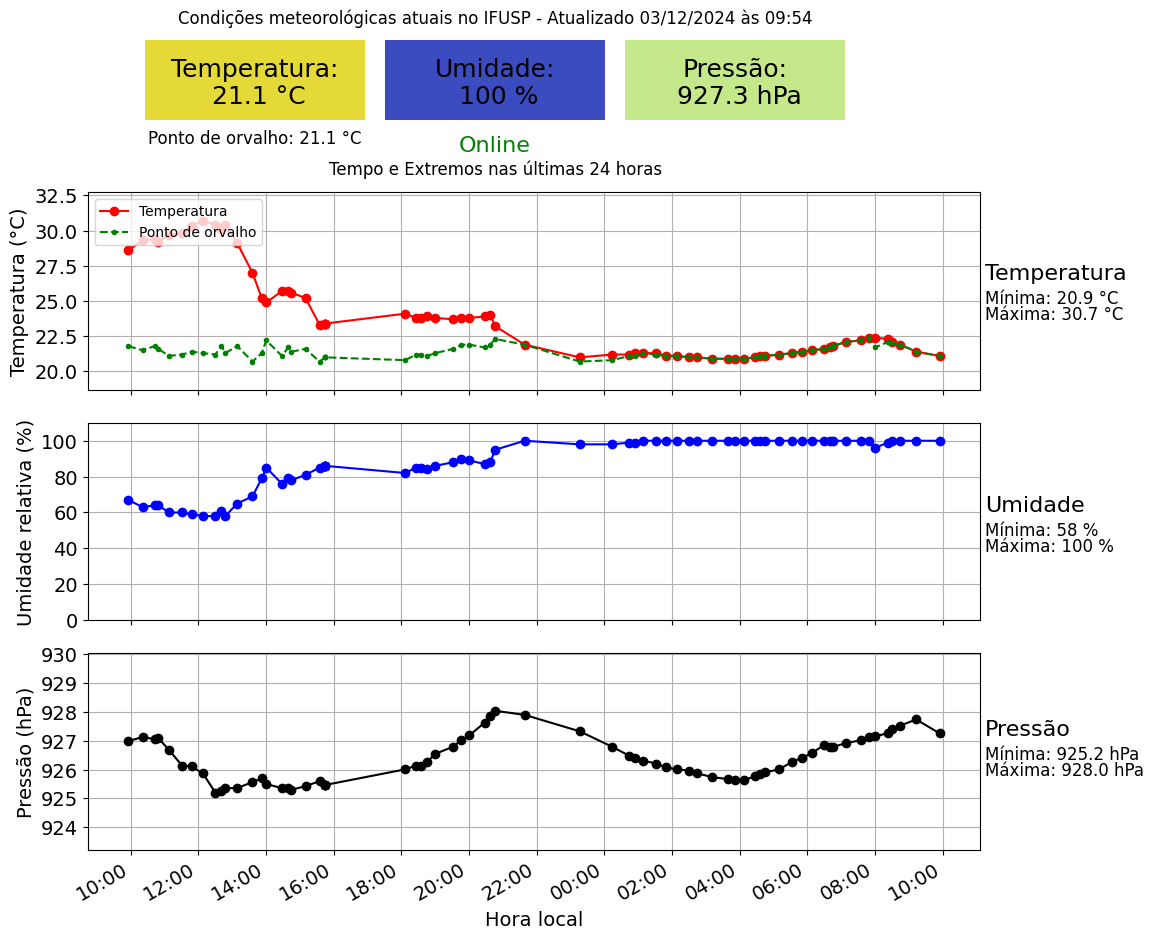 Condições meteorológicas atuais no IFUSP - Atualizado 03/12/2024 às 09:54
Temperatura:
21.1 °C
Umidade:
100 %
Pressão:
927.3 hPa
Ponto de orvalho: 21.1 °C
Online
Tempo e Extremos nas últimas 24 horas
Temperatura (°C)
32.5
30.0
27.5
25.0
22.5
20.0
Temperatura
Ponto de orvalho
Temperatura
Mínima: 20.9 °C
Máxima: 30.7 °C
Umidade relativa (%)
100
80
60
40
20
0
Umidade
Mínima: 58 %
Máxima: 100 %
Pressão (hPa)
930
929
928
927
926
925
924
Pressão
Mínima: 925.2 hPa
Máxima: 928.0 hPa
10:00 12:00 14:00 16:00 18:00 20:00 22:00 00:00 02:00 04:00 06:00 08:00 10:00
Hora local